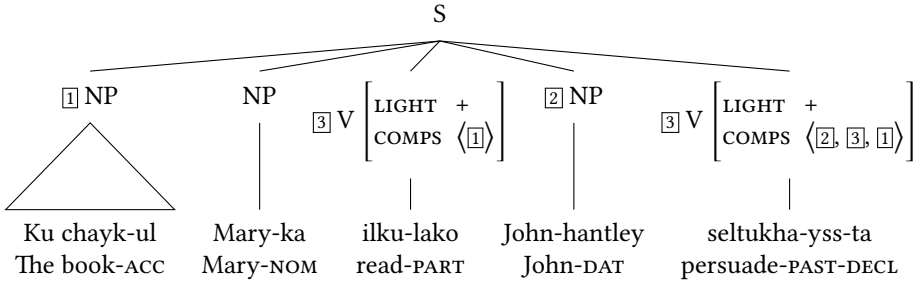 S
[1] NP NP [3] V [LIGHT + COMPS ⟨[1]⟩] [2] NP [3] V [LIGHT + COMPS ⟨[2], [3], [1]⟩]
Ku chayk-ul Mary-ka ilku-lako John-hantley seltukha-yss-ta
The book-ACC Mary-NOM read-PART John-DAT persuade-PAST-DECL